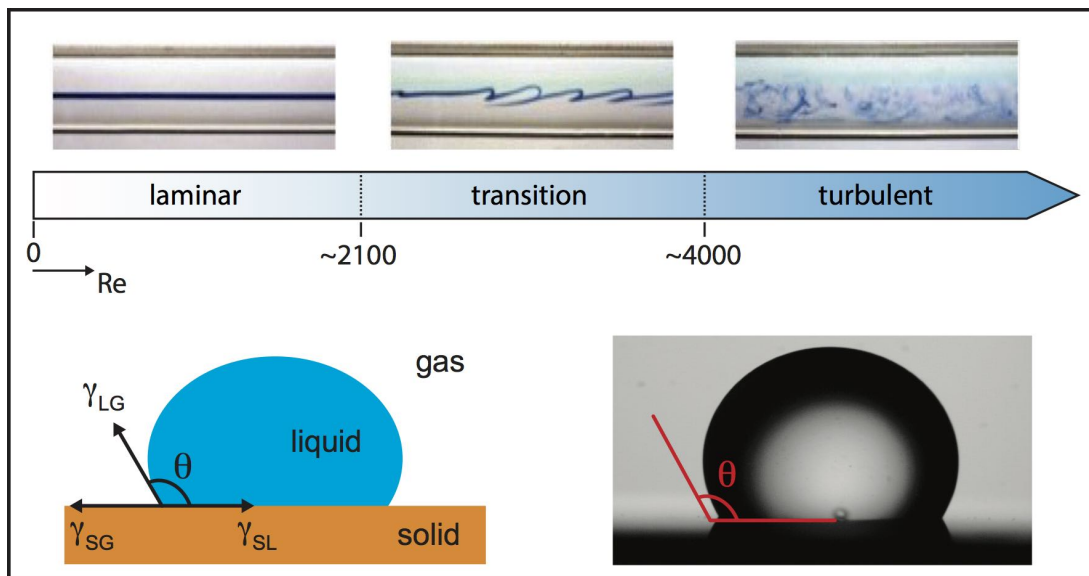 laminar
transition
turbulent
0
~2100
~4000
Re
gas
γLG
liquid
θ
θ
γSG
γSL
solid